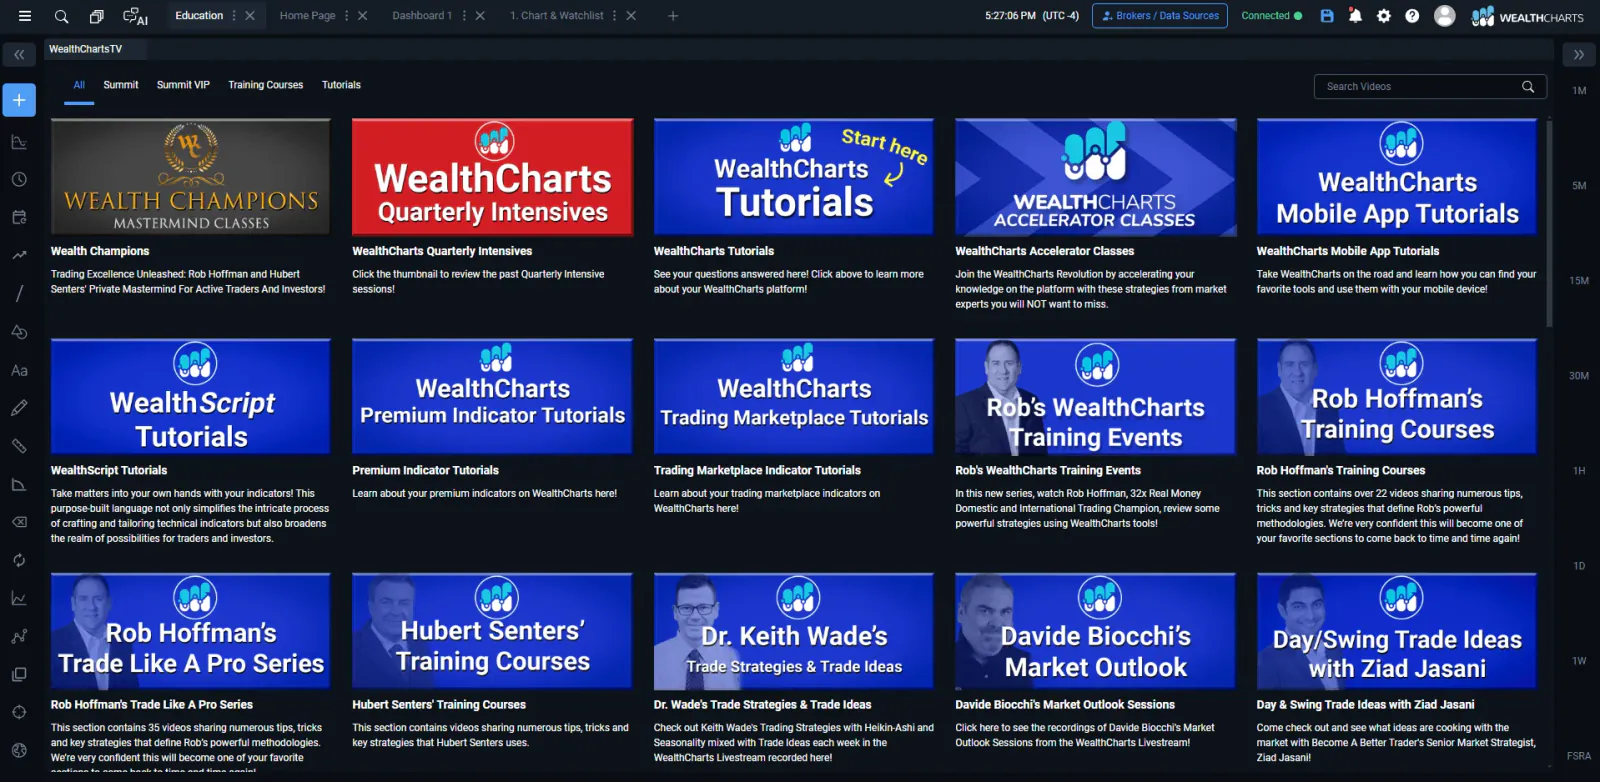 AI
Education
Home Page
Dashboard 1
1. Chart & Watchlist
5:27:06 PM (UTC -4)
Brokers / Data Sources
Connected
WEALTHCHARTS
WealthChartsTV
All
Summit
Summit VIP
Training Courses
Tutorials
Search Videos
WR
WEALTH CHAMPIONS
MASTERMIND CLASSES
Wealth Champions
Trading Excellence Unleashed: Rob Hoffman and Hubert
Senters' Private Mastermind For Active Traders And Investors!
WealthCharts
Quarterly Intensives
WealthCharts Quarterly Intensives
Click the thumbnail to review the past Quarterly Intensive
sessions!
Start here
WealthCharts
Tutorials
WealthCharts Tutorials
See your questions answered here! Click above to learn more
about your WealthCharts platform!
WEALTHCHARTS
ACCELERATOR CLASSES
WealthCharts Accelerator Classes
Join the WealthCharts Revolution by accelerating your
knowledge on the platform with these strategies from market
experts you will NOT want to miss.
WealthCharts
Mobile App Tutorials
WealthCharts Mobile App Tutorials
Take WealthCharts on the road and learn how you can find your
favorite tools and use them with your mobile device!
WealthScript
Tutorials
WealthScript Tutorials
Take matters into your own hands with your indicators! This
purpose-built language not only simplifies the intricate process
of crafting and tailoring technical indicators but also broadens
the realm of possibilities for traders and investors.
WealthCharts
Premium Indicator Tutorials
Premium Indicator Tutorials
Learn about your premium indicators on WealthCharts here!
WealthCharts
Trading Marketplace Tutorials
Trading Marketplace Indicator Tutorials
Learn about your trading marketplace indicators on
WealthCharts here!
Rob's WealthCharts
Training Events
Rob's WealthCharts Training Events
In this new series, watch Rob Hoffman, 32x Real Money
Domestic and International Trading Champion, review some
powerful strategies using WealthCharts tools!
Rob Hoffman's
Training Courses
Rob Hoffman's Training Courses
This section contains over 22 videos sharing numerous tips,
tricks and key strategies that define Rob's powerful
methodologies. We're very confident this will become one of
your favorite sections to come back to time and time again!
Rob Hoffman's
Trade Like A Pro Series
Rob Hoffman's Trade Like A Pro Series
This section contains 35 videos sharing numerous tips, tricks
and key strategies that define Rob's powerful methodologies.
We're very confident this will become one of your favorite
sections to come back to time and time again!
Hubert Senters'
Training Courses
Hubert Senters' Training Courses
This section contains videos sharing numerous tips, tricks and
key strategies that Hubert Senters uses.
Dr. Keith Wade's
Trade Strategies & Trade Ideas
Dr. Wade's Trade Strategies & Trade Ideas
Check out Keith Wade's Trading Strategies with Heikin-Ashi and
Seasonality mixed with Trade Ideas each week in the
WealthCharts Livestream recorded here!
Davide Biocchi's
Market Outlook
Davide Biocchi's Market Outlook Sessions
Click here to see the recordings of Davide Biocchi's Market
Outlook Sessions from the WealthCharts Livestream!
Day/Swing Trade Ideas
with Ziad Jasani
Day & Swing Trade Ideas with Ziad Jasani
Come check out and see what ideas are cooking with the
market with Become A Better Trader's Senior Market Strategist,
Ziad Jasani!
Aa
1M
5M
15M
30M
1H
1D
1W
FSRA